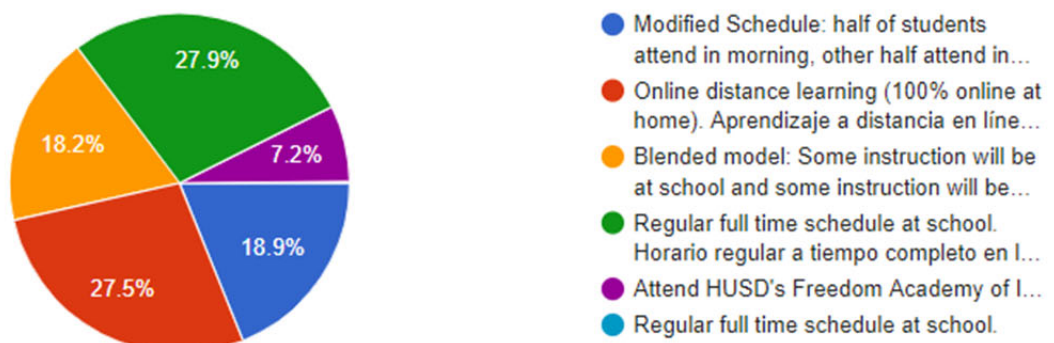 27.9%
18.2%
7.2%
18.9%
27.5%
Modified Schedule: half of students
attend in morning, other half attend in…
Online distance learning (100% online at
home). Aprendizaje a distancia en líne…
Blended model: Some instruction will be
at school and some instruction will be…
Regular full time schedule at school.
Horario regular a tiempo completo en l…
Attend HUSD's Freedom Academy of I…
Regular full time schedule at school.